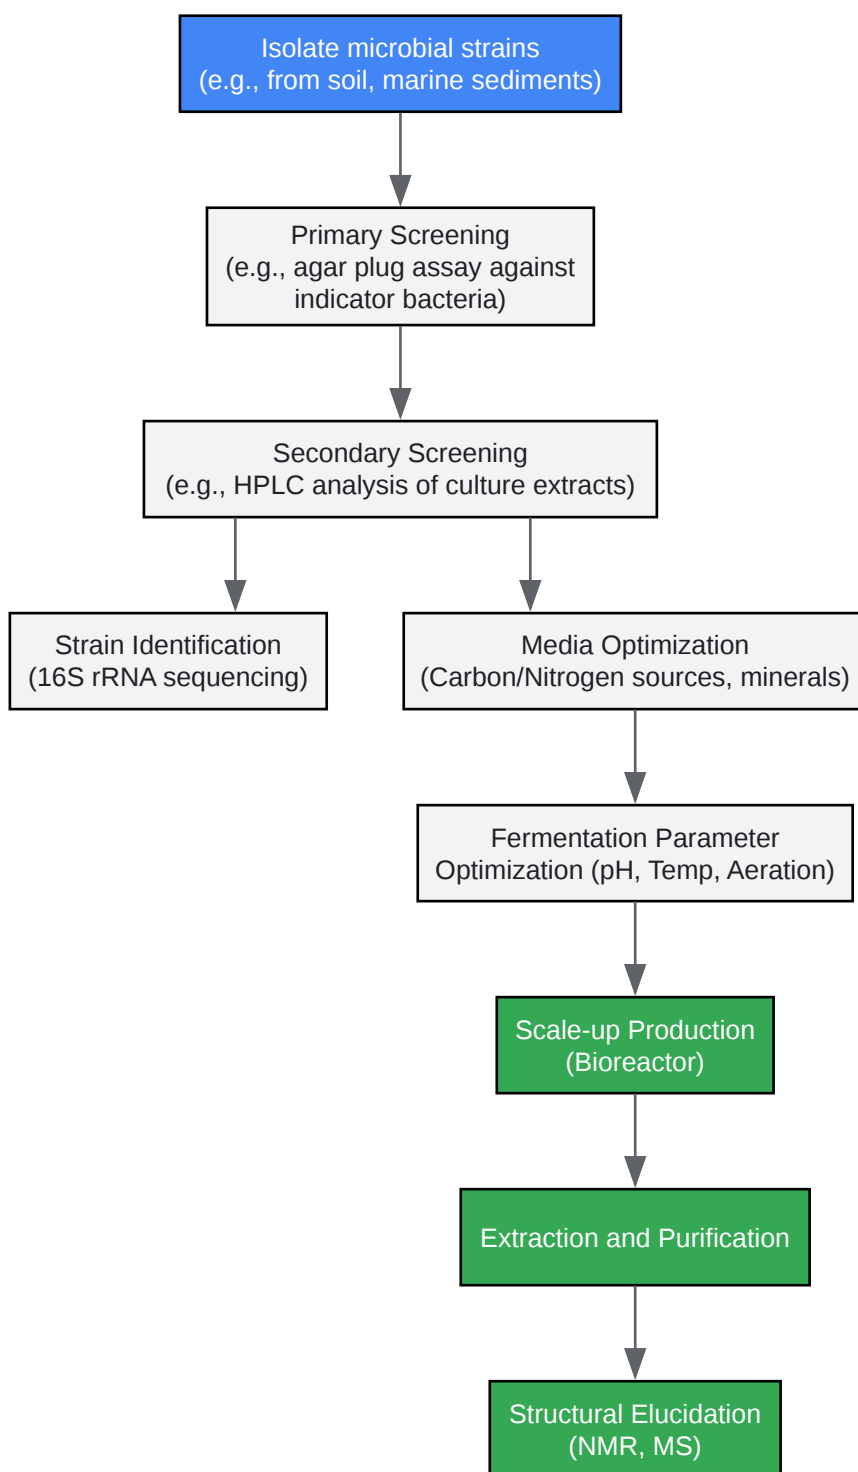 Isolate microbial strains
(e.g., from soil, marine sediments)
Primary Screening
(e.g., agar plug assay against
indicator bacteria)
Secondary Screening
(e.g., HPLC analysis of culture extracts)
Strain Identification
(16S rRNA sequencing)
Media Optimization
(Carbon/Nitrogen sources, minerals)
Fermentation Parameter
Optimization (pH, Temp, Aeration)
Scale-up Production
(Bioreactor)
Extraction and Purification
Structural Elucidation
(NMR, MS)